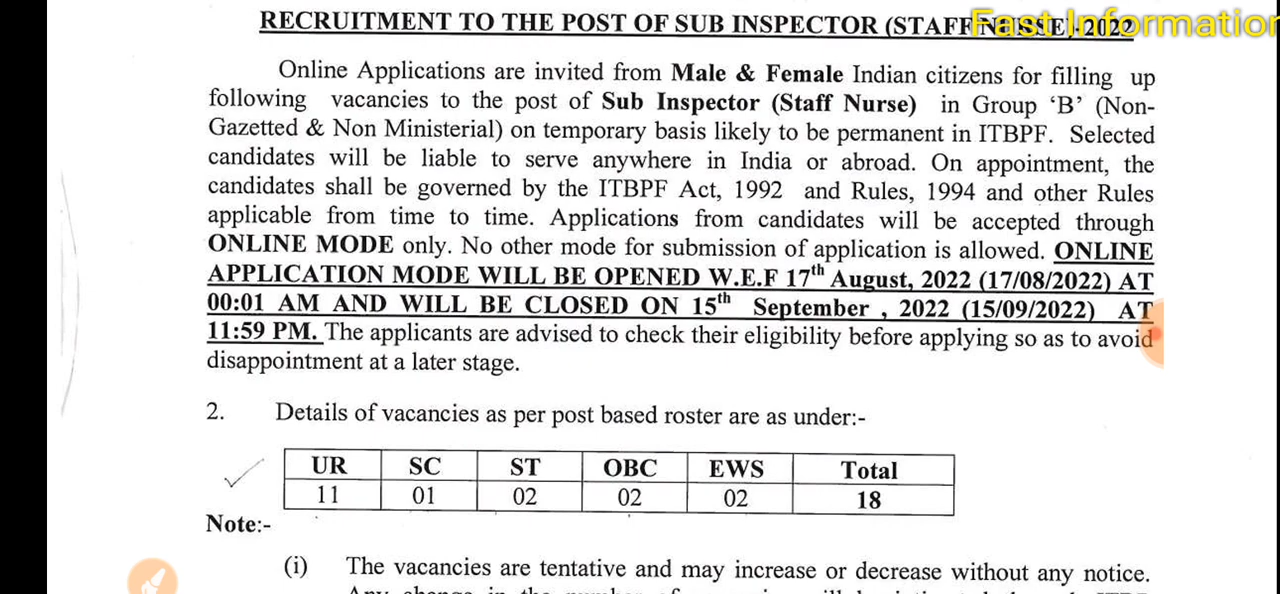 RECRUITMENT TO THE POST OF SUB INSPECTOR (STAFF NURSE)-2022
Fast Information
Online Applications are invited from Male & Female Indian citizens for filling up
following vacancies to the post of Sub Inspector (Staff Nurse) in Group ‘B’ (Non-
Gazetted & Non Ministerial) on temporary basis likely to be permanent in ITBPF. Selected
candidates will be liable to serve anywhere in India or abroad. On appointment, the
candidates shall be governed by the ITBPF Act, 1992 and Rules, 1994 and other Rules
applicable from time to time. Applications from candidates will be accepted through
ONLINE MODE only. No other mode for submission of application is allowed. ONLINE
APPLICATION MODE WILL BE OPENED W.E.F 17th August, 2022 (17/08/2022) AT
00:01 AM AND WILL BE CLOSED ON 15th September , 2022 (15/09/2022) AT
11:59 PM. The applicants are advised to check their eligibility before applying so as to avoid
disappointment at a later stage.
2. Details of vacancies as per post based roster are as under:-
UR SC ST OBC EWS Total
11 01 02 02 02 18
Note:-
(i) The vacancies are tentative and may increase or decrease without any notice.